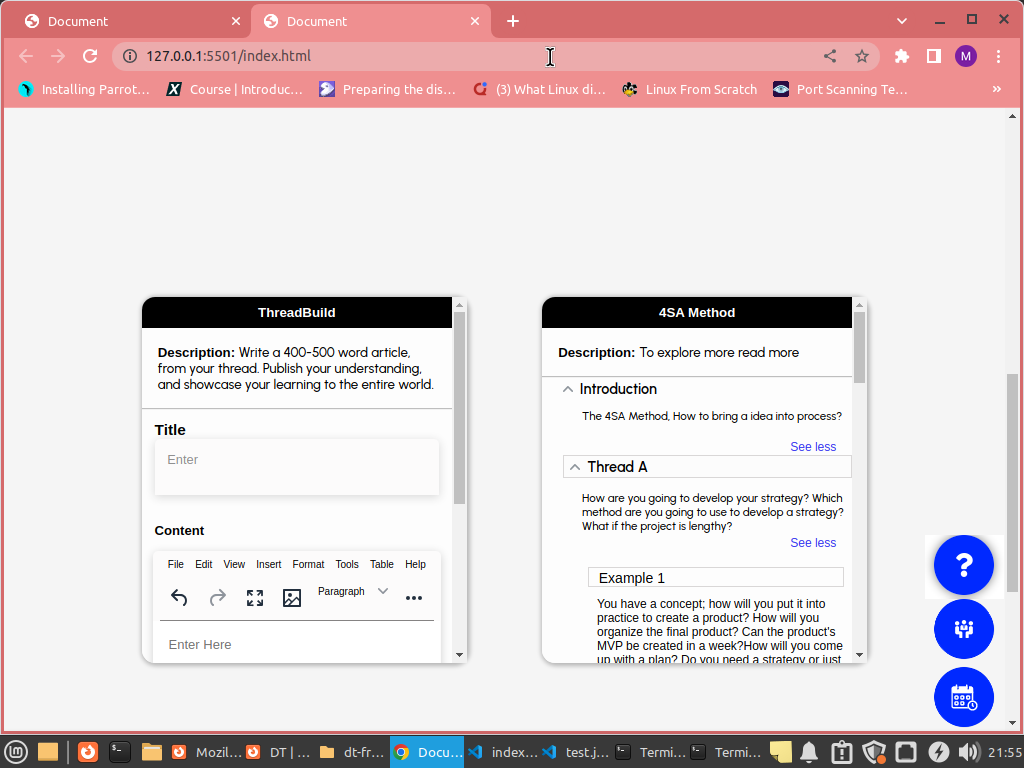 Document
Document
127.0.0.1:5501/index.html
M
Installing Parrot...
Course | Introduc...
Preparing the dis...
(3) What Linux di...
Linux From Scratch
Port Scanning Te...
»
ThreadBuild
Description: Write a 400-500 word article,
from your thread. Publish your understanding,
and showcase your learning to the entire world.
Title
Enter
Content
File Edit View Insert Format Tools Table Help
Paragraph
Enter Here
4SA Method
Description: To explore more read more
Introduction
The 4SA Method, How to bring a idea into process?
See less
Thread A
How are you going to develop your strategy? Which
method are you going to use to develop a strategy?
What if the project is lengthy?
See less
Example 1
You have a concept; how will you put it into
practice to create a product? How will you
organize the final product? Can the product's
MVP be created in a week?How will you come
up with a plan? Do you need a strategy or just
?
Mozil...
DT | ...
dt-fr...
Docu...
index...
test.j...
Termi...
Termi...
21:55